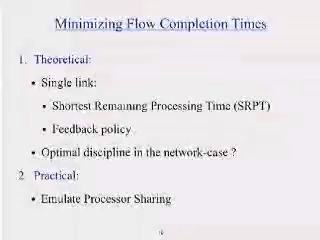 Minimizing Flow Completion Times
1. Theoretical:
• Single link:
• Shortest Remaining Processing Time (SRPT)
• Feedback policy
• Optimal discipline in the network-case ?
2 Practical:
• Emulate Processor Sharing